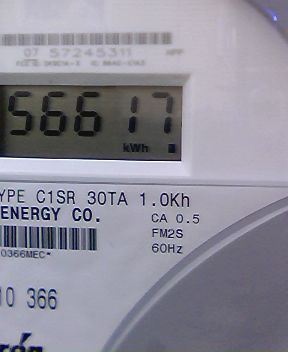 07 57245311
56617
kWh
YPE C1SR 30TA 1.0Kh
ENERGY CO.
CA 0.5
FM2S
60Hz
0366MEC*
10 366
rón